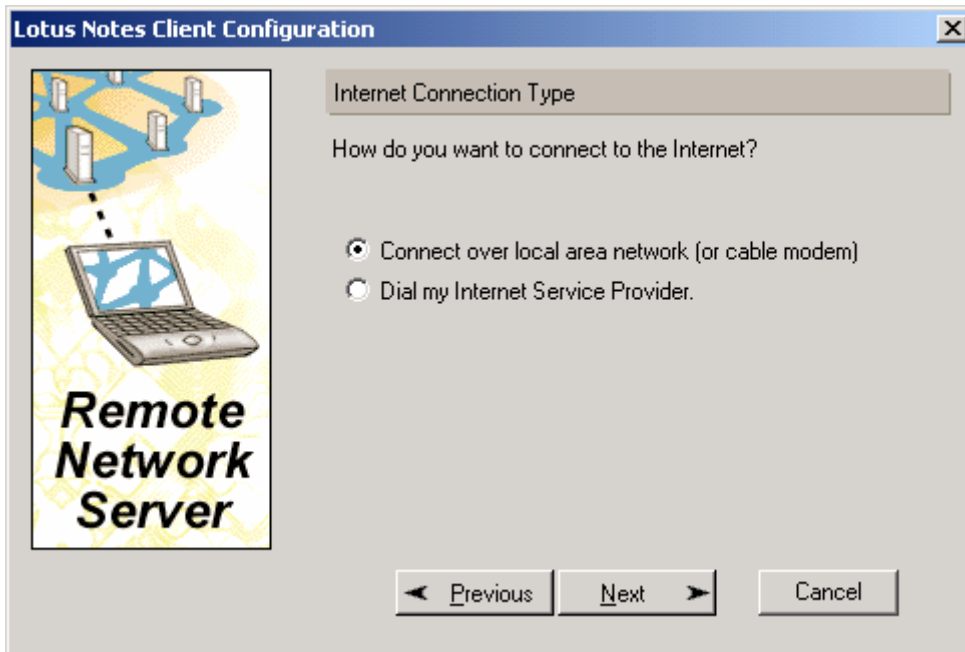 Lotus Notes Client Configuration
Internet Connection Type
How do you want to connect to the Internet?
Connect over local area network (or cable modem)
Dial my Internet Service Provider.
Remote
Network
Server
Previous
Next
Cancel